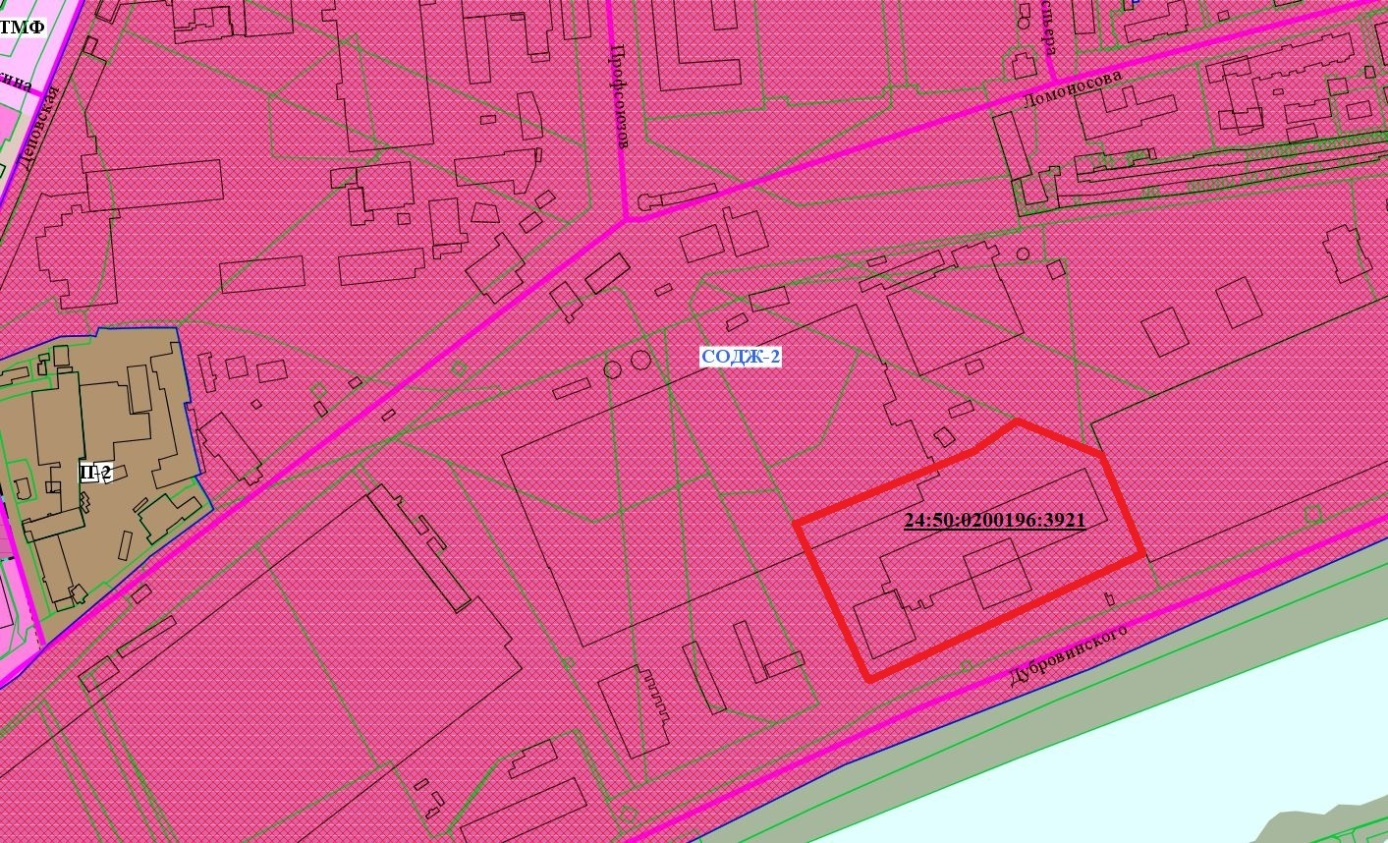 ТМФ
Деповская
Профсоюзов
Ломоносова
СОДЖ-2
П-2
24:50:0200196:3921
Дубровинского